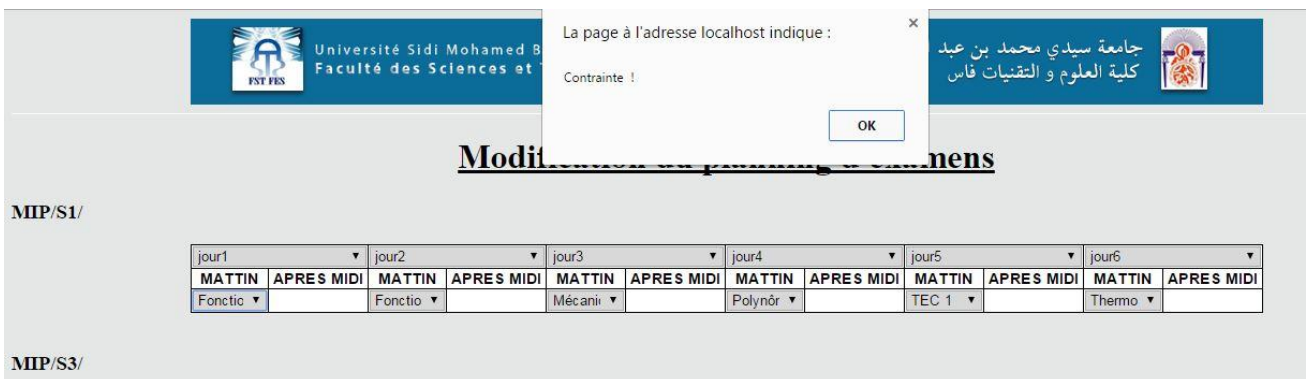 La page à l'adresse localhost indique :
Contrainte !
OK
FST FES
Université Sidi Mohamed B
Faculté des Sciences et
جامعة سيدي محمد بن عبد
كلية العلوم و التقنيات فاس
Modification du planning d'examens
MIP/S1/
jour1 jour2 jour3 jour4 jour5 jour6
MATTIN APRES MIDI MATTIN APRES MIDI MATTIN APRES MIDI MATTIN APRES MIDI MATTIN APRES MIDI MATTIN APRES MIDI
Fonctio Fonctio Mécani Polynôr TEC 1 Thermo
MIP/S3/